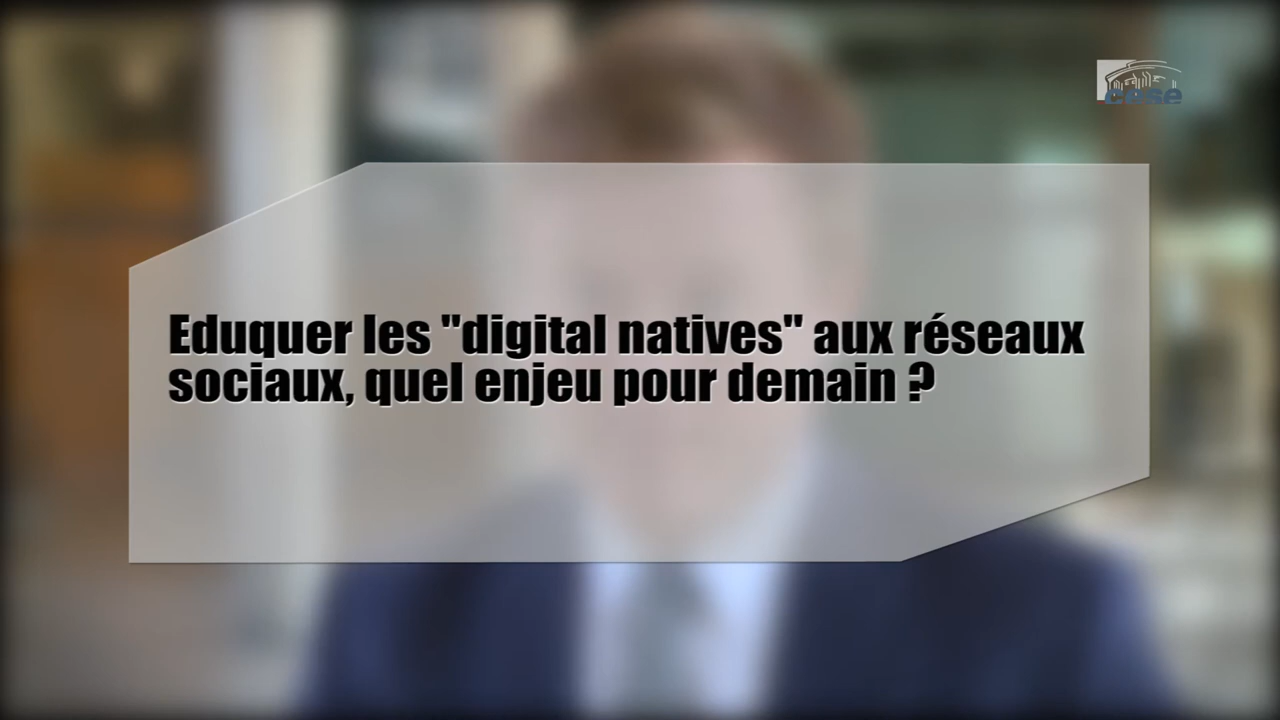 cese
Eduquer les "digital natives" aux réseaux
sociaux, quel enjeu pour demain ?